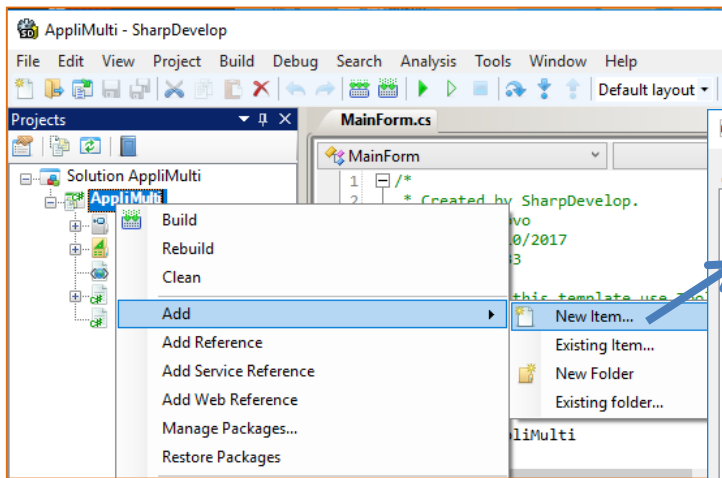 AppliMulti - SharpDevelop
File Edit View Project Build Debug Search Analysis Tools Window Help
Default layout
Projects
MainForm.cs
MainForm
Solution AppliMulti
AppliMulti
1 /*
2 * Created by SharpDevelop.
Build
Rebuild
0/2017
Clean
this template use
Add
New Item...
Add Reference
Existing Item...
Add Service Reference
New Folder
Add Web Reference
Existing folder...
Manage Packages...
pliMulti
Restore Packages